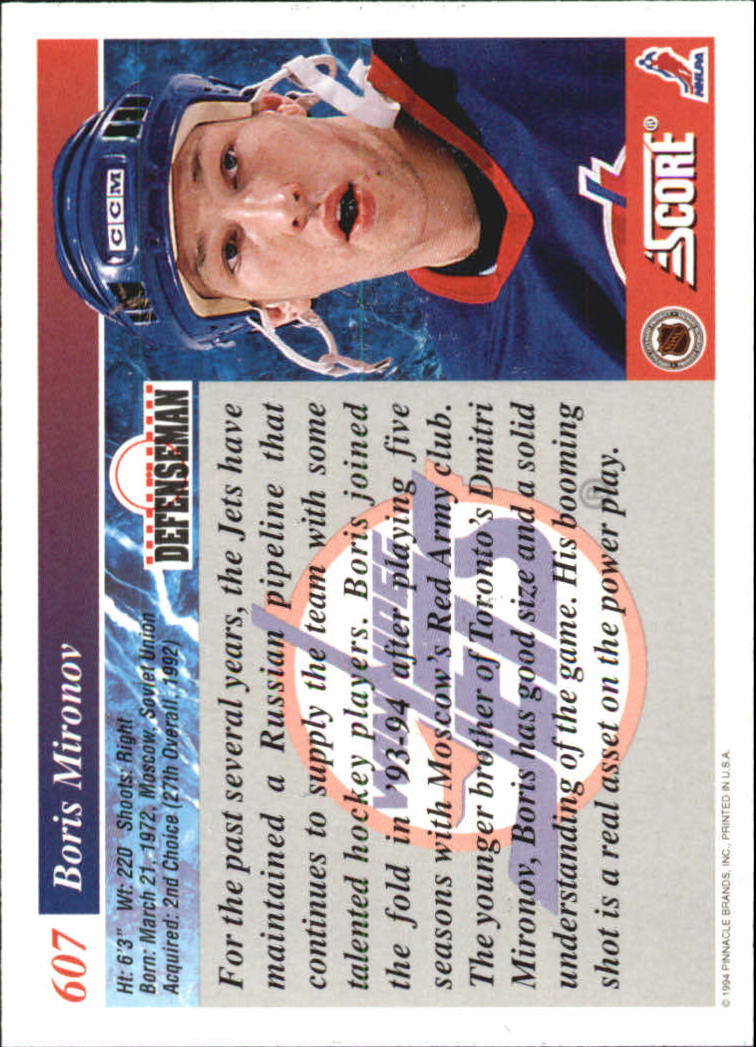 607 Boris Mironov
Ht: 6'3" Wt: 220 Shoots: Right
Born: March 21, 1972, Moscow, Soviet Union
Acquired: 2nd Choice (27th Overall, 1992)
DEFENSEMAN
For the past several years, the Jets have
maintained a Russian pipeline that
continues to supply the team with some
talented hockey players. Boris joined
the fold in '93-94 after playing five
seasons with Moscow's Red Army club.
The younger brother of Toronto's Dmitri
Mironov, Boris has good size and a solid
understanding of the game. His booming
shot is a real asset on the power play.
WINNIPEG
JETS
®
CCM
NHLPA
SCORE®
NHL
© 1994 PINNACLE BRANDS, INC., PRINTED IN U.S.A.